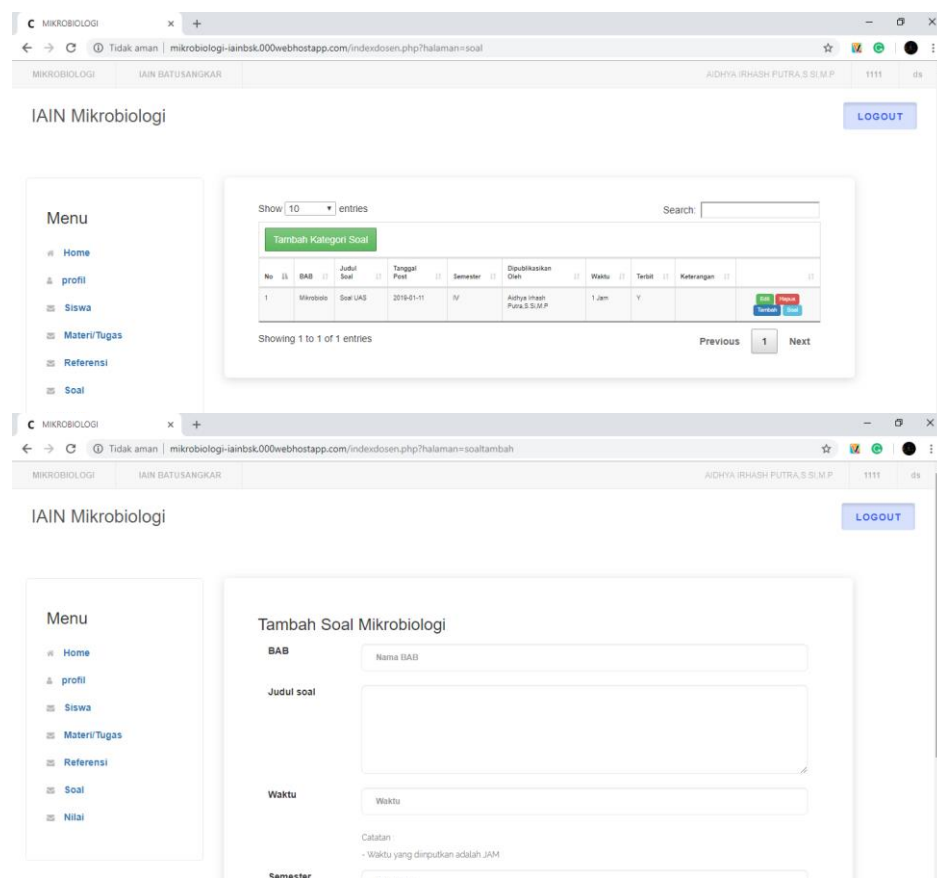 C MIKROBIOLOGI × +
Tidak aman | mikrobiologi-iainbsk.000webhostapp.com/indexdosen.php?halaman=soal
MIKROBIOLOGI IAIN BATUSANGKAR AIDHYA IRHASH PUTRA,S.SI,M.P 1111 ds
IAIN Mikrobiologi LOGOUT
Menu
Home
profil
Siswa
Materi/Tugas
Referensi
Soal
Show 10 entries Search:
Tambah Kategori Soal
No BAB Judul Soal Tanggal Post Semester Dipublikasikan Oleh Waktu Terbit Keterangan
1 Mikrobiolo Soal UAS 2019-01-11 IV Aidhya Irhash Putra,S.Si,M.P 1 Jam Y Edit Hapus
Tambah Soal
Showing 1 to 1 of 1 entries Previous 1 Next
C MIKROBIOLOGI × +
Tidak aman | mikrobiologi-iainbsk.000webhostapp.com/indexdosen.php?halaman=soaltambah
MIKROBIOLOGI IAIN BATUSANGKAR AIDHYA IRHASH PUTRA,S.SI,M.P 1111 ds
IAIN Mikrobiologi LOGOUT
Menu
Home
profil
Siswa
Materi/Tugas
Referensi
Soal
Nilai
Tambah Soal Mikrobiologi
BAB Nama BAB
Judul soal
Waktu Waktu
Catatan :
- Waktu yang diinputkan adalah JAM
Semester